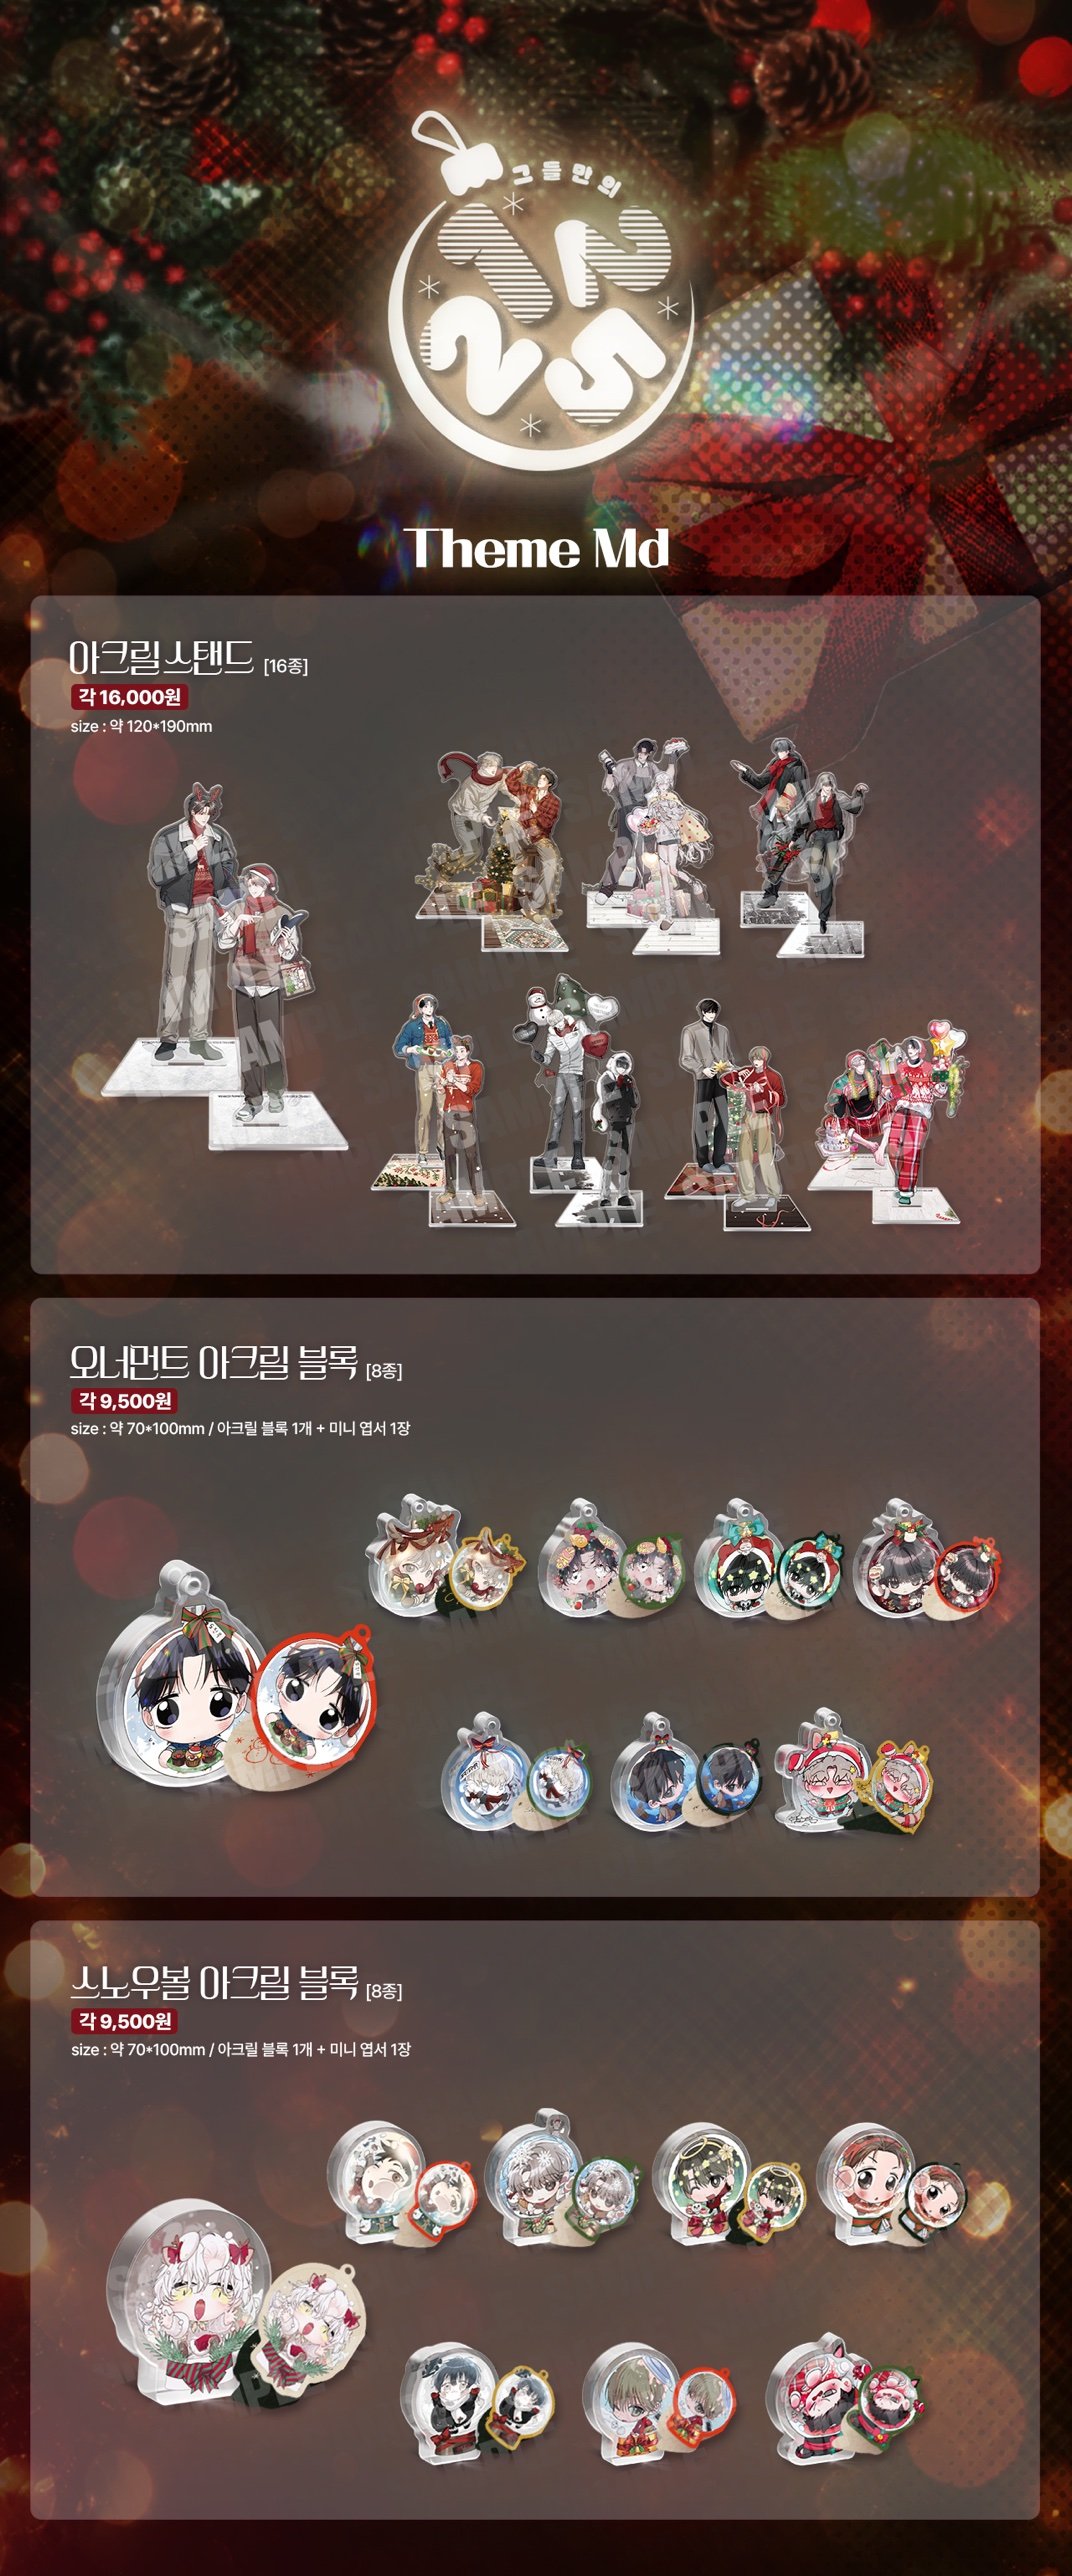 그들만의
12
25
Theme Md
아크릴 스탠드 [16종]
각 16,000원
size : 약 120*190mm
오너먼트 아크릴 블록 [8종]
각 9,500원
size : 약 70*100mm / 아크릴 블록 1개 + 미니 엽서 1장
스노우볼 아크릴 블록 [8종]
각 9,500원
size : 약 70*100mm / 아크릴 블록 1개 + 미니 엽서 1장